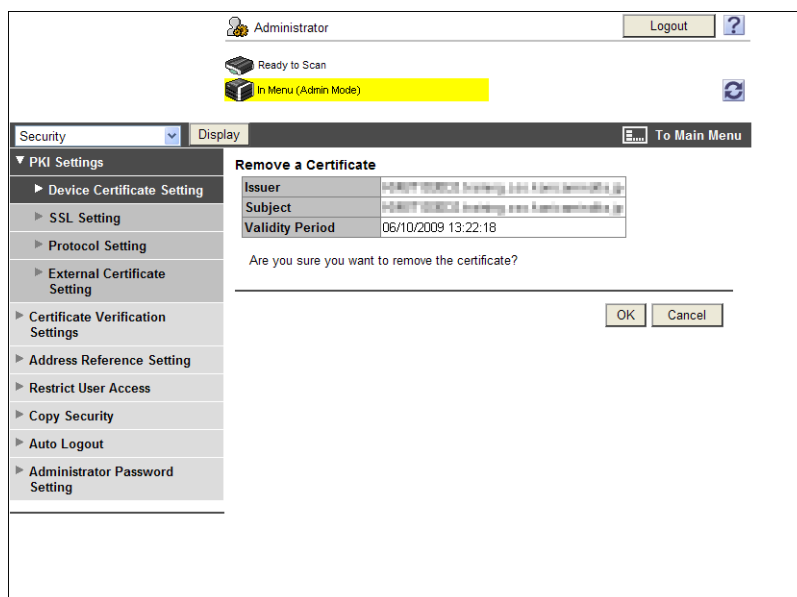 Administrator
Logout
?
Ready to Scan
In Menu (Admin Mode)
Security
Display
To Main Menu
PKI Settings
Device Certificate Setting
SSL Setting
Protocol Setting
External Certificate
Setting
Certificate Verification
Settings
Address Reference Setting
Restrict User Access
Copy Security
Auto Logout
Administrator Password
Setting
Remove a Certificate
Issuer
Subject
Validity Period 06/10/2009 13:22:18
Are you sure you want to remove the certificate?
OK Cancel